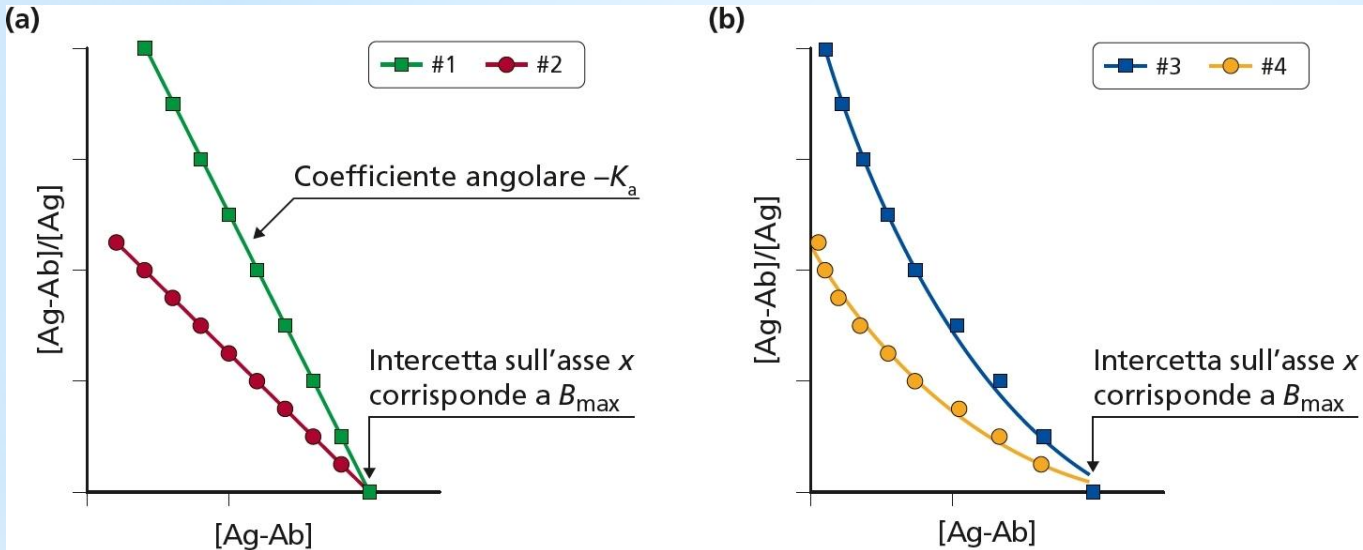 (a)
#1 #2
[Ag-Ab]/[Ag]
Coefficiente angolare –Ka
Intercetta sull'asse x
corrisponde a Bmax
[Ag-Ab]
(b)
#3 #4
[Ag-Ab]/[Ag]
Intercetta sull'asse x
corrisponde a Bmax
[Ag-Ab]